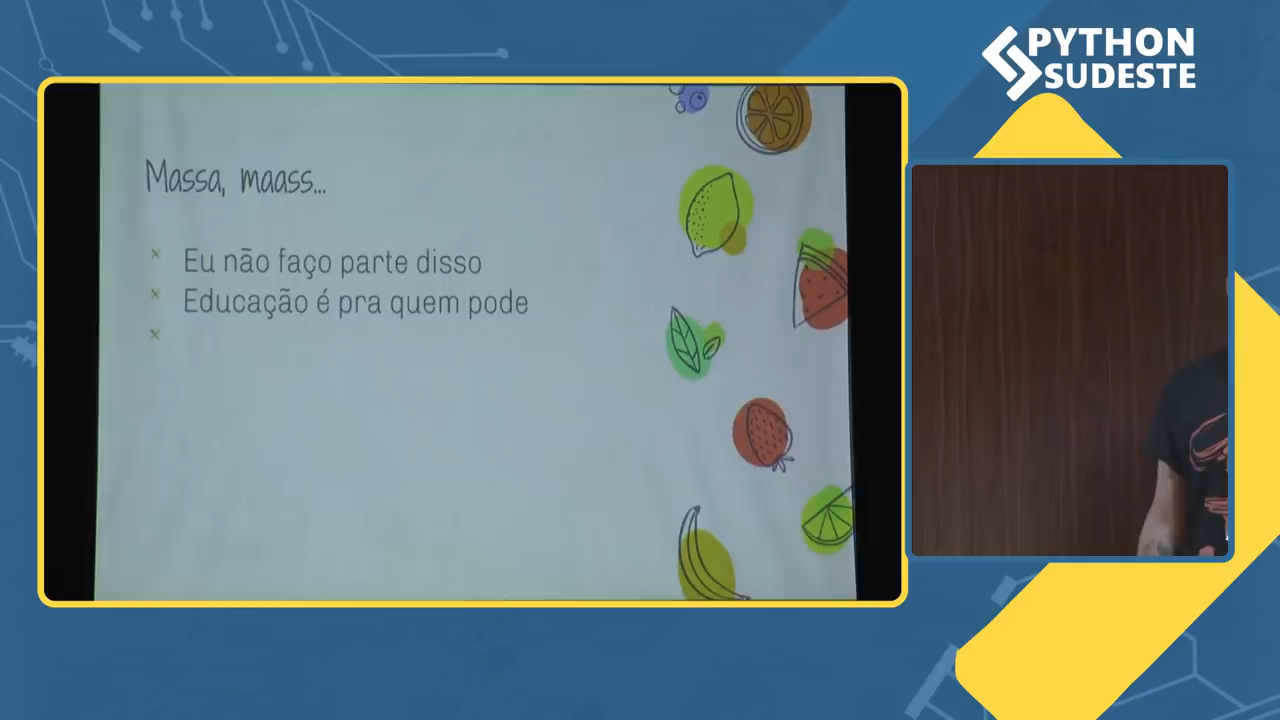 PYTHON
SUDESTE
Massa, maass...
Eu não faço parte disso
Educação é pra quem pode